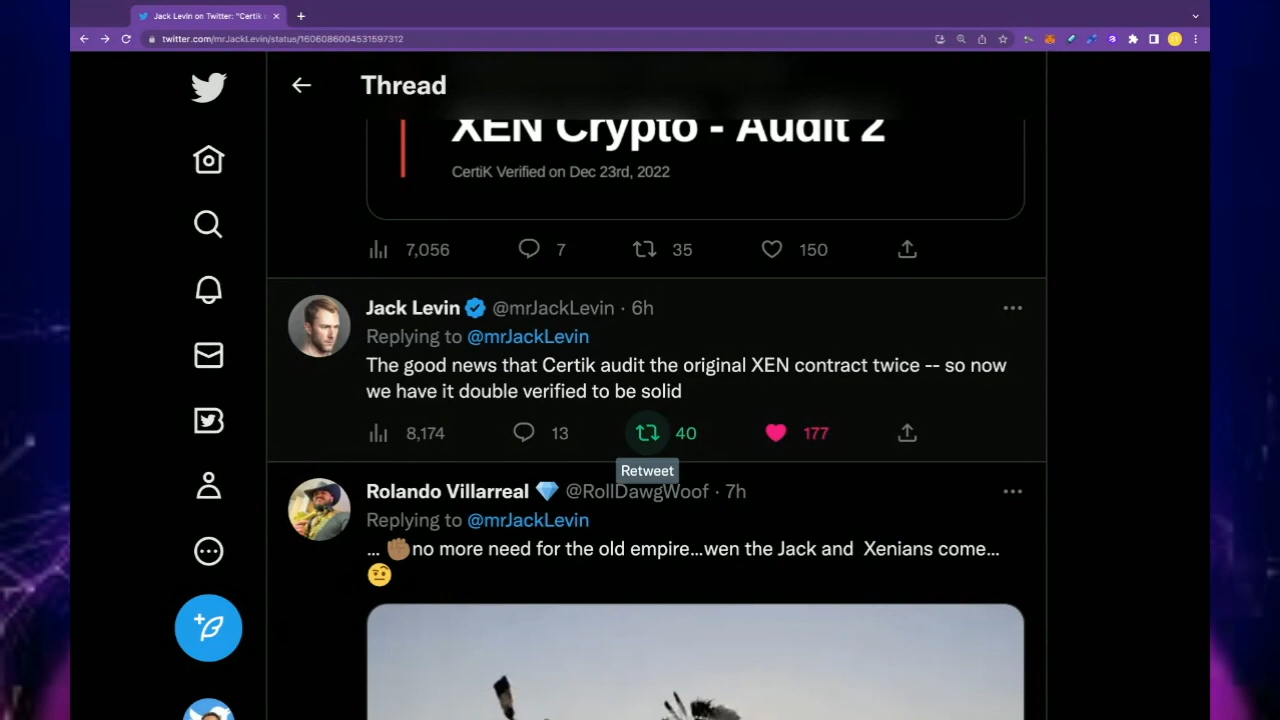 Jack Levin on Twitter: "Certik
twitter.com/mrJackLevin/status/1606086004531597312
Thread
XEN Crypto - Audit 2
CertiK Verified on Dec 23rd, 2022
7,056 7 35 150
Jack Levin @mrJackLevin · 6h
Replying to @mrJackLevin
The good news that Certik audit the original XEN contract twice -- so now
we have it double verified to be solid
8,174 13 40 177
Retweet
Rolando Villarreal 💎 @RollDawgWoof · 7h
Replying to @mrJackLevin
... ✊🏽no more need for the old empire...wen the Jack and Xenians come...
🤨